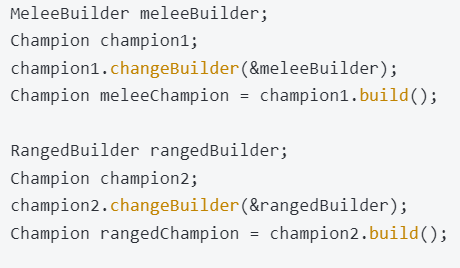 MeleeBuilder meleeBuilder;
Champion champion1;
champion1.changeBuilder(&meleeBuilder);
Champion meleeChampion = champion1.build();
RangedBuilder rangedBuilder;
Champion champion2;
champion2.changeBuilder(&rangedBuilder);
Champion rangedChampion = champion2.build();